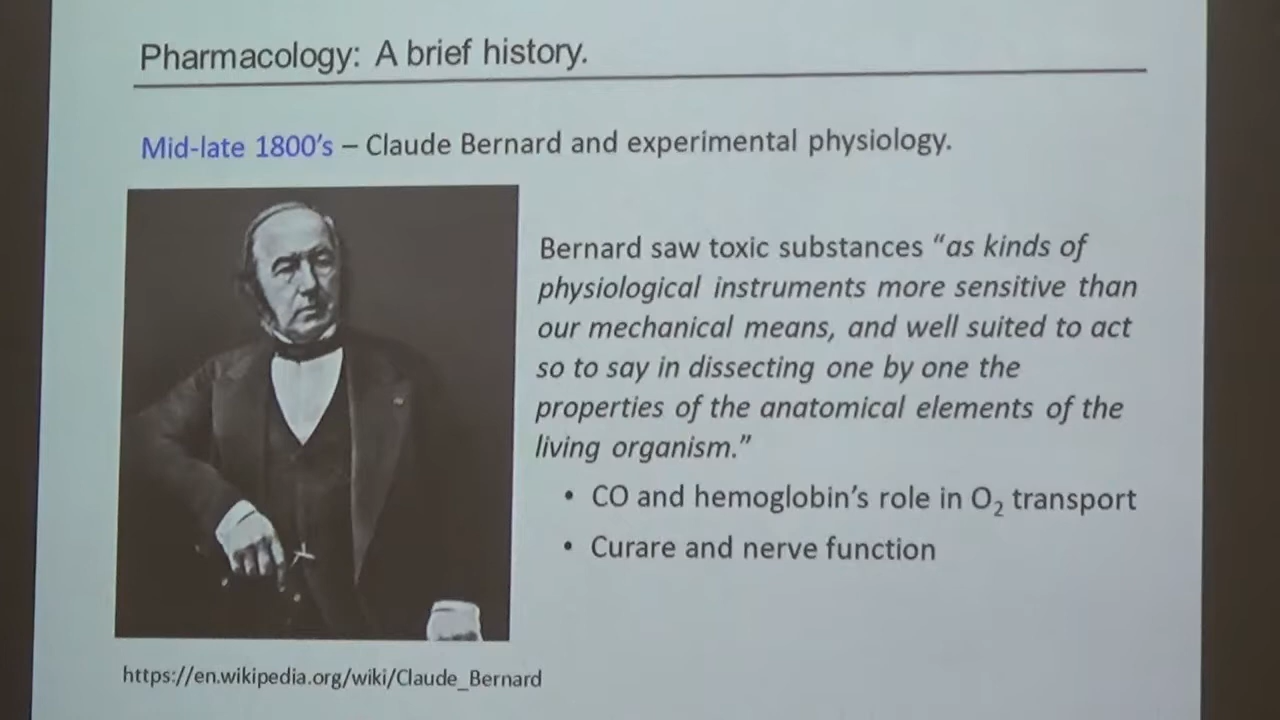 Pharmacology: A brief history.
Mid-late 1800's – Claude Bernard and experimental physiology.
Bernard saw toxic substances “as kinds of
physiological instruments more sensitive than
our mechanical means, and well suited to act
so to say in dissecting one by one the
properties of the anatomical elements of the
living organism.”
• CO and hemoglobin's role in O₂ transport
• Curare and nerve function
https://en.wikipedia.org/wiki/Claude_Bernard